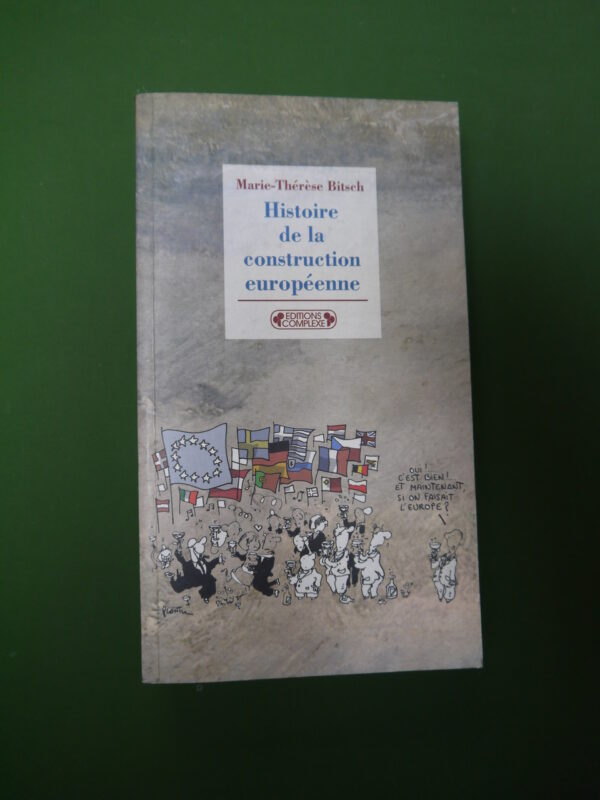 Marie-Thérèse Bitsch
Histoire
de la
construction
européenne
EDITIONS
COMPLEXE
OUI!
C'EST BIEN!
ET MAINTENANT,
SI ON FAISAIT
L'EUROPE?
Plantu